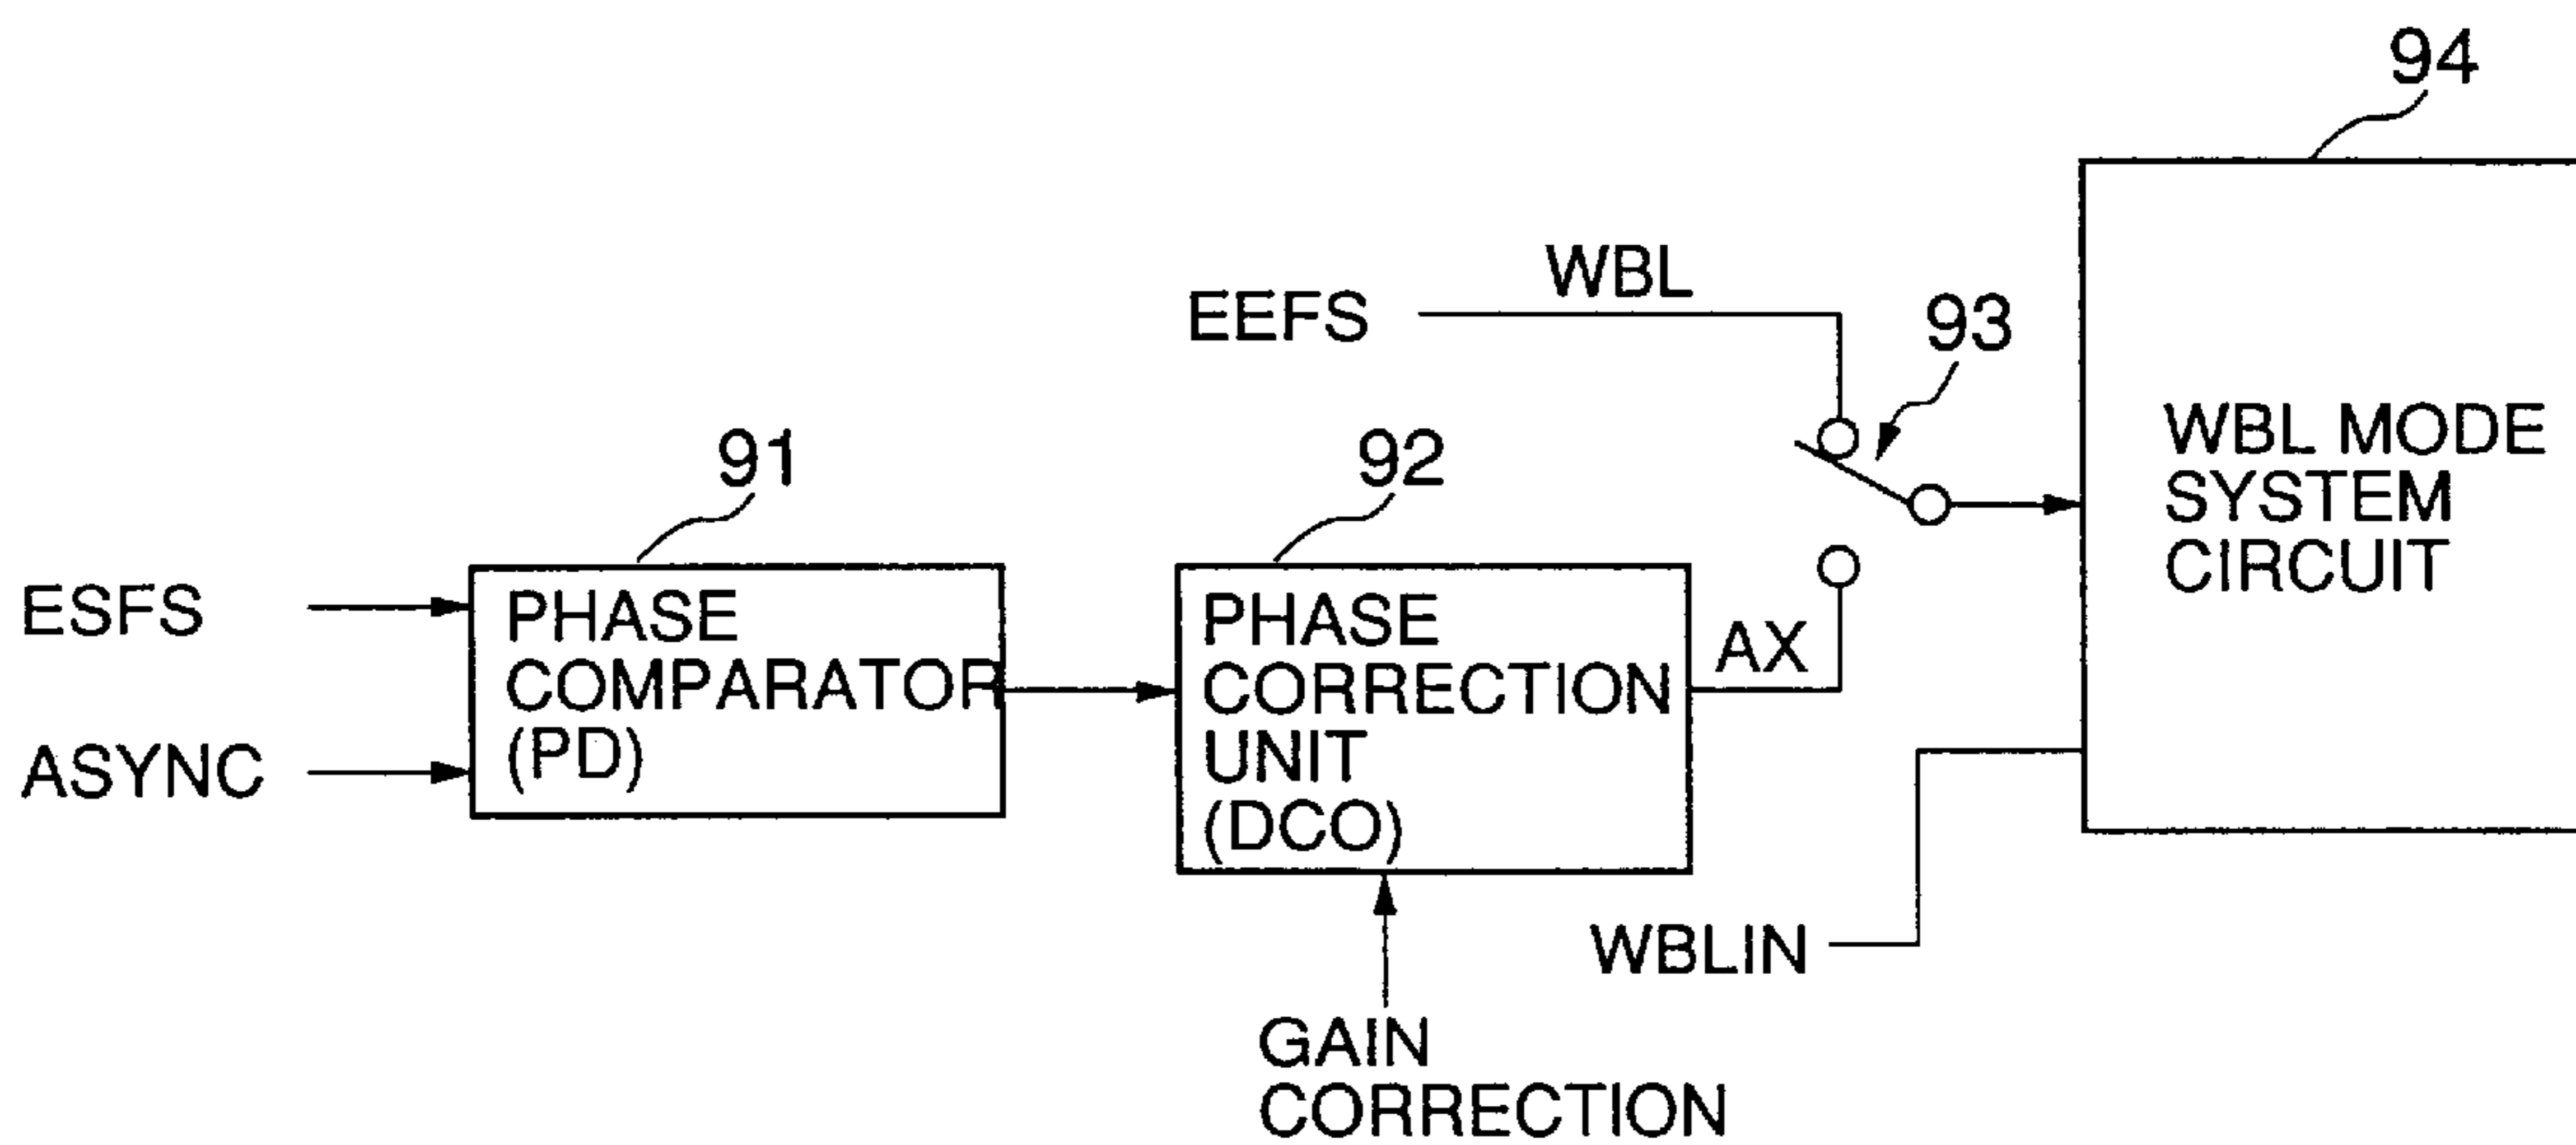 94
WBL
EEFS
93
WBL MODE
SYSTEM
CIRCUIT
91
92
ESFS
PHASE
COMPARATOR
(PD)
PHASE
CORRECTION
UNIT
(DCO)
AX
ASYNC
WBLIN
GAIN
CORRECTION